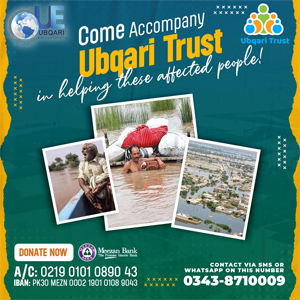 UE
UBQARI
Ubqari Trust
Come Accompany
Ubqari Trust
in helping these affected people!
DONATE NOW
Meezan Bank
The Premier Islamic Bank
A/C: 0219 0101 0890 43
IBAN: PK30 MEZN 0002 1901 0108 9043
CONTACT VIA SMS OR
WHATSAPP ON THIS NUMBER
0343-8710009